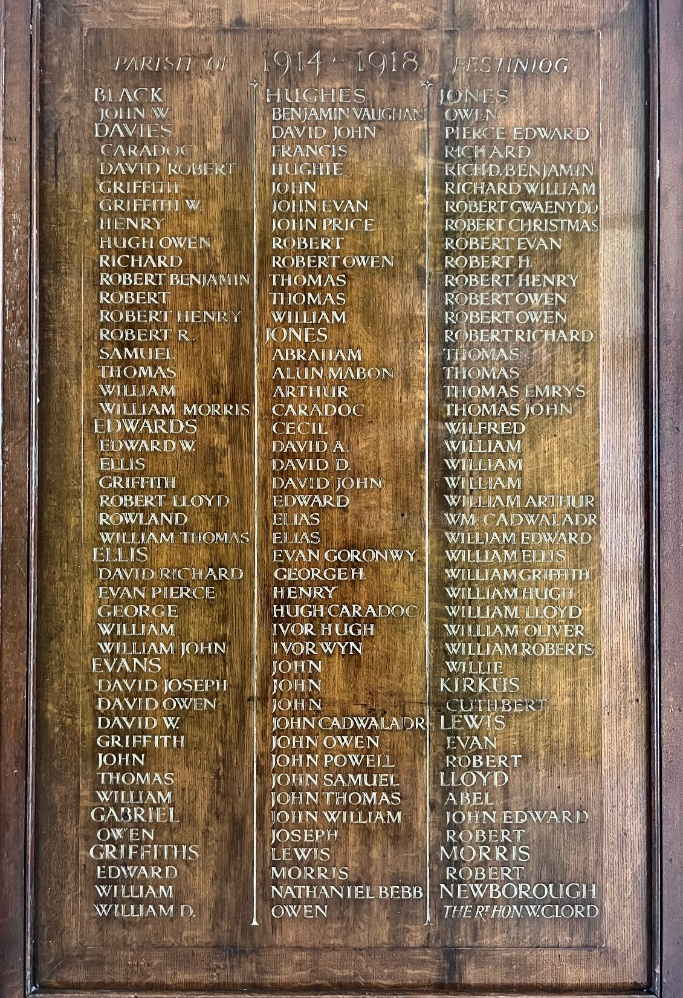 PARISH OF 1914 - 1918 FESTINIOG
BLACK
JOHN W.
DAVIES
CARADOC
DAVID ROBERT
GRIFFITH
GRIFFITH W.
HENRY
HUGH OWEN
RICHARD
ROBERT BENJAMIN
ROBERT
ROBERT HENRY
ROBERT R.
SAMUEL
THOMAS
WILLIAM
WILLIAM MORRIS
EDWARDS
EDWARD W.
ELLIS
GRIFFITH
ROBERT LLOYD
ROWLAND
WILLIAM THOMAS
ELLIS
DAVID RICHARD
EVAN PIERCE
GEORGE
WILLIAM
WILLIAM JOHN
EVANS
DAVID JOSEPH
DAVID OWEN
DAVID W.
GRIFFITH
JOHN
THOMAS
WILLIAM
GABRIEL
OWEN
GRIFFITHS
EDWARD
WILLIAM
WILLIAM D.
HUGHES
BENJAMIN VAUGHAN
DAVID JOHN
FRANCIS
HUGHIE
JOHN
JOHN EVAN
JOHN PRICE
ROBERT
ROBERT OWEN
THOMAS
THOMAS
WILLIAM
JONES
ABRAHAM
ALUN MABON
ARTHUR
CARADOC
CECIL
DAVID A.
DAVID D.
DAVID JOHN
EDWARD
ELIAS
ELIAS
EVAN GORONWY
GEORGE H.
HENRY
HUGH CARADOC
IVOR HUGH
IVOR WYN
JOHN
JOHN
JOHN
JOHN CADWALADR
JOHN OWEN
JOHN POWELL
JOHN SAMUEL
JOHN THOMAS
JOHN WILLIAM
JOSEPH
LEWIS
MORRIS
NATHANIEL BEBB
OWEN
JONES
OWEN
PIERCE EDWARD
RICHARD
RICHD. BENJAMIN
RICHARD WILLIAM
ROBERT GWAENYDD
ROBERT CHRISTMAS
ROBERT EVAN
ROBERT H.
ROBERT HENRY
ROBERT OWEN
ROBERT OWEN
ROBERT RICHARD
THOMAS
THOMAS
THOMAS EMRYS
THOMAS JOHN
WILFRED
WILLIAM
WILLIAM
WILLIAM
WILLIAM ARTHUR
WM. CADWALADR
WILLIAM EDWARD
WILLIAM ELLIS
WILLIAM GRIFFITH
WILLIAM HUGH
WILLIAM LLOYD
WILLIAM OLIVER
WILLIAM ROBERTS
WILLIE
KIRKUS
CUTHBERT
LEWIS
EVAN
ROBERT
LLOYD
ABEL
JOHN EDWARD
ROBERT
MORRIS
ROBERT
NEWBOROUGH
THE RT HON W.C LORD